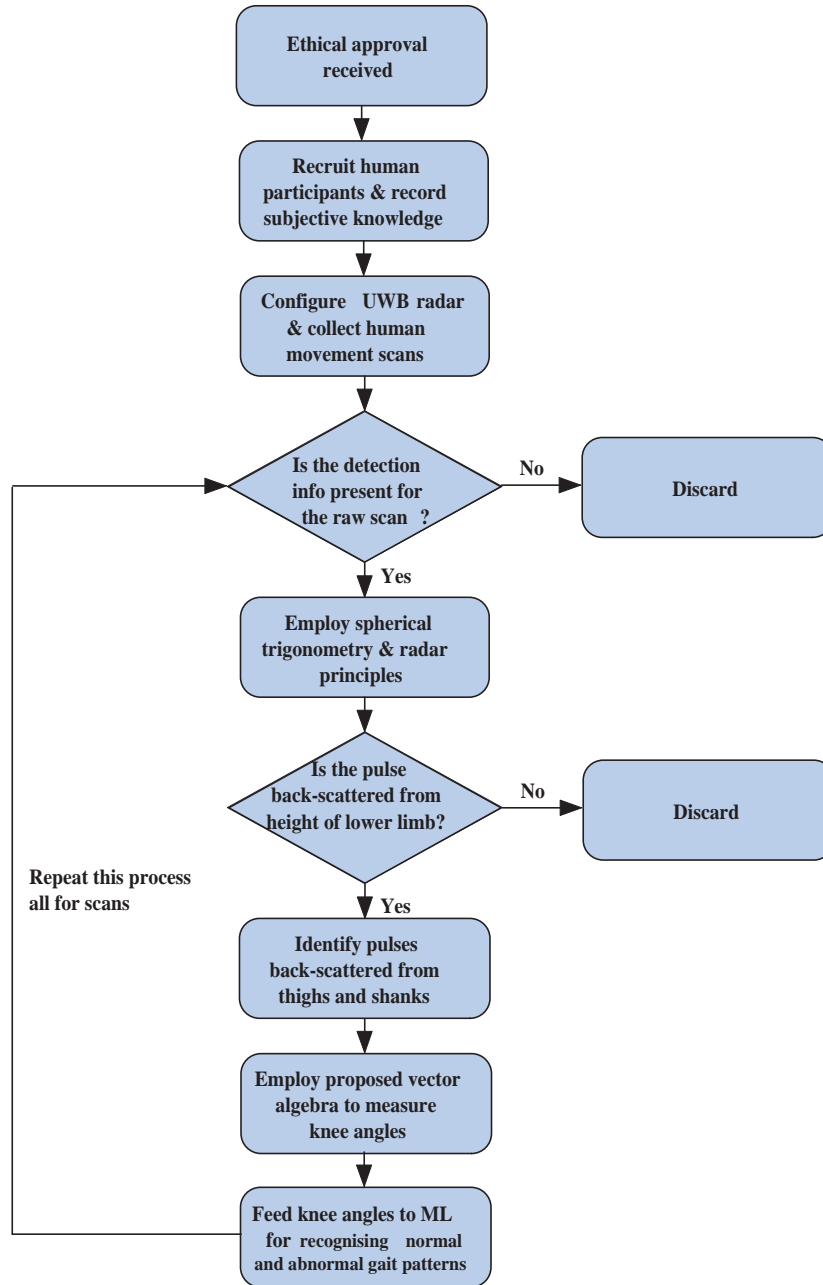 Ethical approval
received
Recruit human
participants & record
subjective knowledge
Configure UWB radar
& collect human
movement scans
Is the detection
info present for
the raw scan ?
No
Discard
Yes
Employ spherical
trigonometry & radar
principles
Is the pulse
back-scattered from
height of lower limb?
No
Discard
Yes
Repeat this process
all for scans
Identify pulses
back-scattered from
thighs and shanks
Employ proposed vector
algebra to measure
knee angles
Feed knee angles to ML
for recognising normal
and abnormal gait patterns